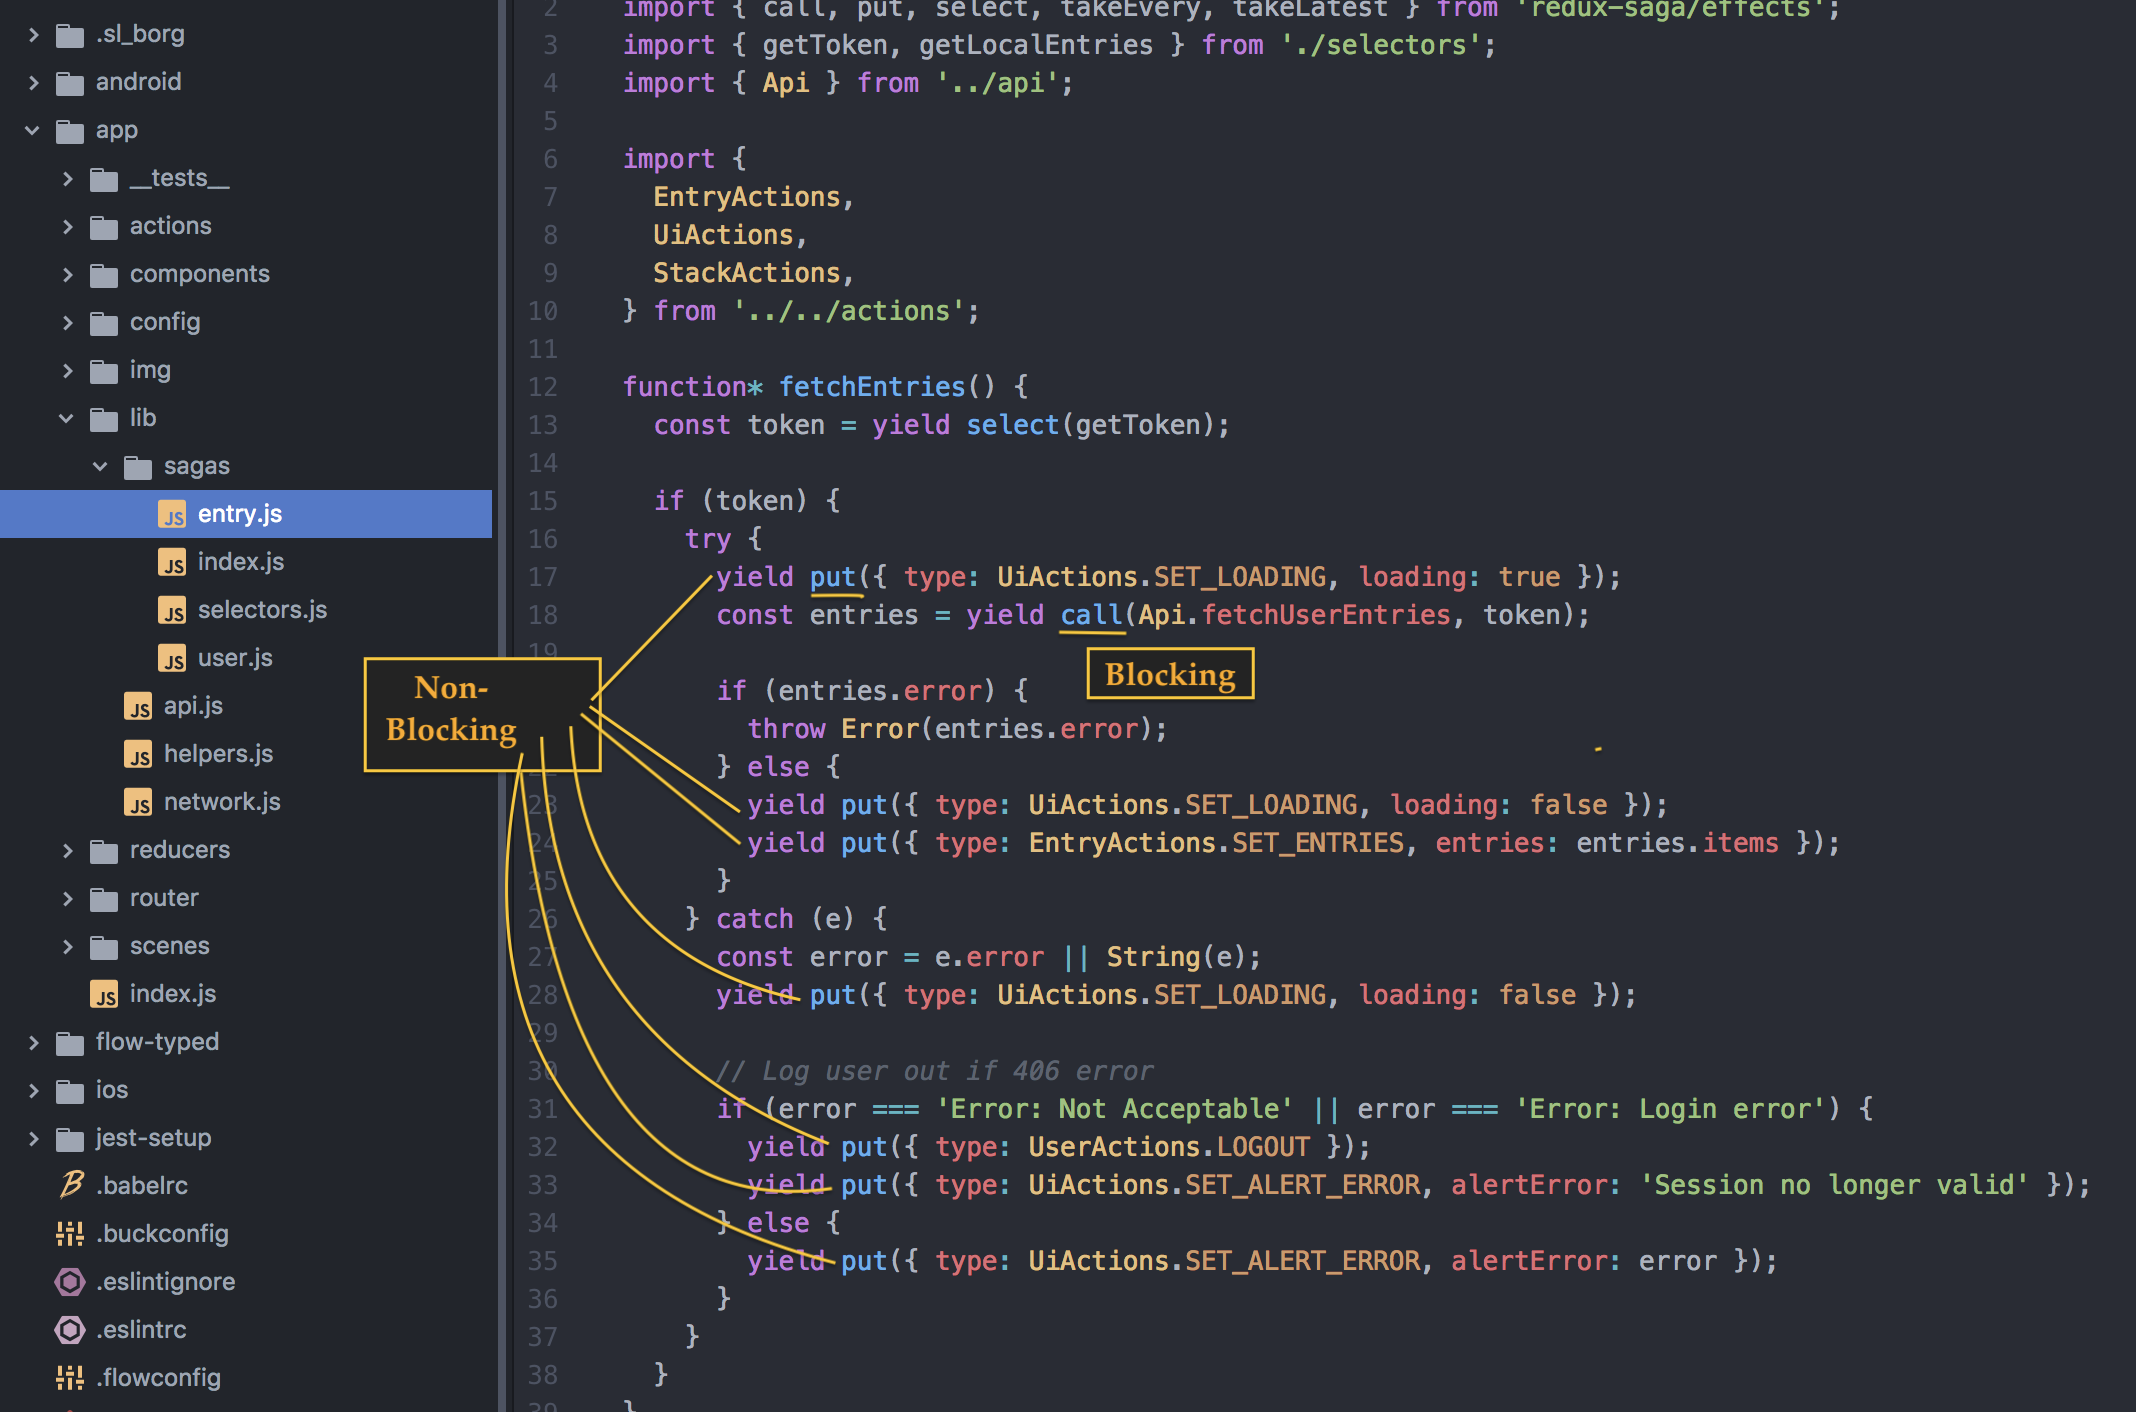 .sl_borg
android
app
__tests__
actions
components
config
img
lib
sagas
entry.js
index.js
selectors.js
user.js
api.js
helpers.js
network.js
reducers
router
scenes
index.js
flow-typed
ios
jest-setup
.babelrc
.buckconfig
.eslintignore
.eslintrc
.flowconfig
2 import { call, put, select, takeEvery, takeLatest } from 'redux-saga/effects';
3 import { getToken, getLocalEntries } from './selectors';
4 import { Api } from '../api';
5
6 import {
7 EntryActions,
8 UiActions,
9 StackActions,
10 } from '../../actions';
11
12 function* fetchEntries() {
13 const token = yield select(getToken);
14
15 if (token) {
16 try {
17 yield put({ type: UiActions.SET_LOADING, loading: true });
18 const entries = yield call(Api.fetchUserEntries, token);
19
if (entries.error) {
throw Error(entries.error);
22 } else {
23 yield put({ type: UiActions.SET_LOADING, loading: false });
24 yield put({ type: EntryActions.SET_ENTRIES, entries: entries.items });
25 }
26 } catch (e) {
27 const error = e.error || String(e);
28 yield put({ type: UiActions.SET_LOADING, loading: false });
29
30 // Log user out if 406 error
31 if (error === 'Error: Not Acceptable' || error === 'Error: Login error') {
32 yield put({ type: UserActions.LOGOUT });
33 yield put({ type: UiActions.SET_ALERT_ERROR, alertError: 'Session no longer valid' });
34 } else {
35 yield put({ type: UiActions.SET_ALERT_ERROR, alertError: error });
36 }
37 }
38 }
39 }
Non-
Blocking
Blocking